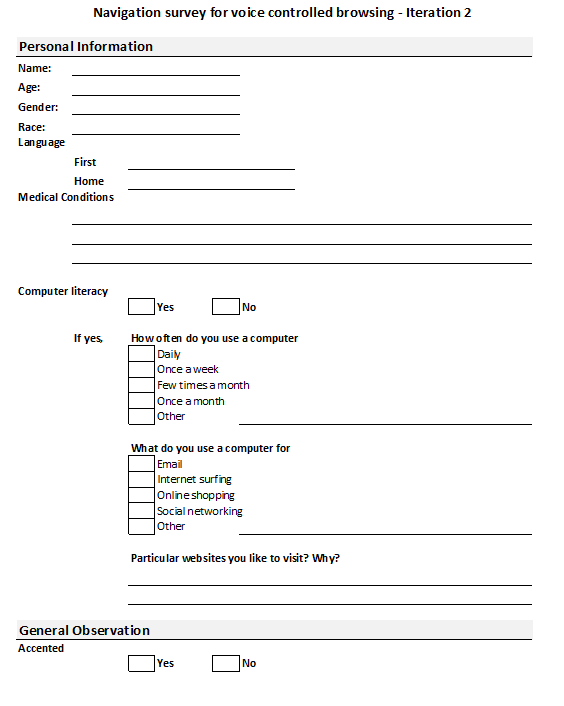 Navigation survey for voice controlled browsing - Iteration 2
Personal Information
Name:
Age:
Gender:
Race:
Language
First
Home
Medical Conditions
Computer literacy
Yes No
If yes, How often do you use a computer
Daily
Once a week
Few times a month
Once a month
Other
What do you use a computer for
Email
Internet surfing
Online shopping
Social networking
Other
Particular websites you like to visit? Why?
General Observation
Accented
Yes No